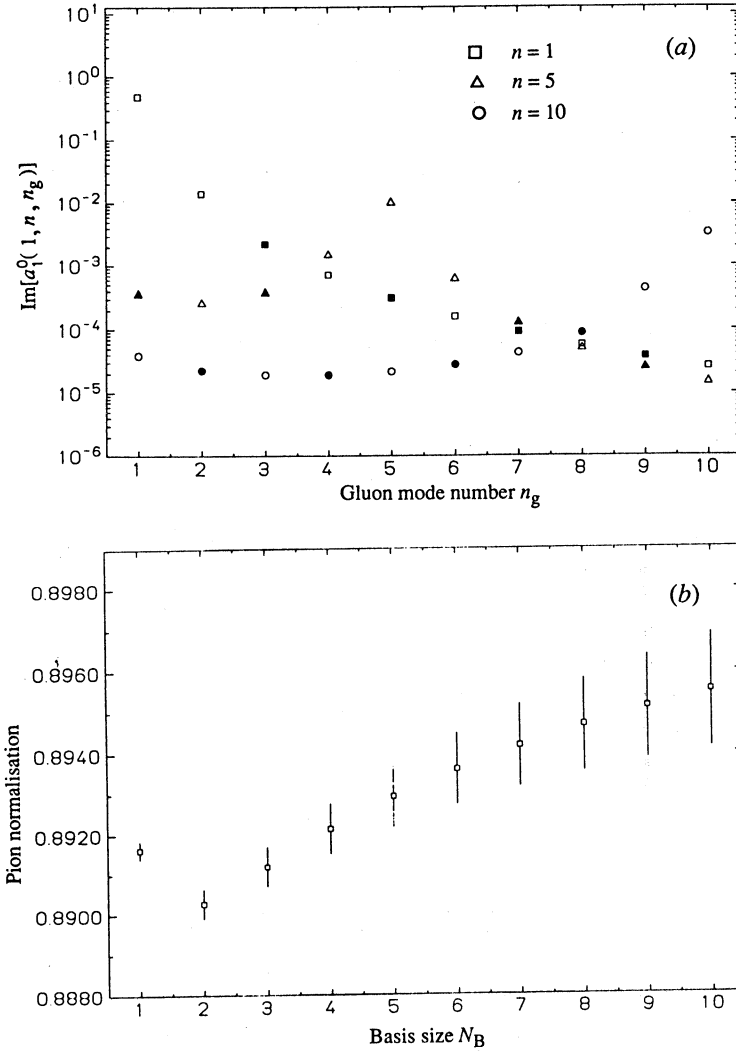 10¹
10⁰
10⁻¹
10⁻²
10⁻³
10⁻⁴
10⁻⁵
10⁻⁶
Im[a₁⁰( 1, n , n_g )]
(a)
n = 1
n = 5
n = 10
1 2 3 4 5 6 7 8 9 10
Gluon mode number n_g
0.8980
0.8960
0.8940
0.8920
0.8900
0.8880
Pion normalisation
(b)
1 2 3 4 5 6 7 8 9 10
Basis size N_B